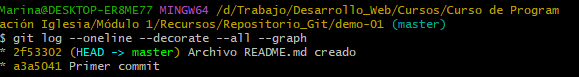 Marina@DESKTOP-ER8ME77 MINGW64 /d/Trabajo/Desarrollo_Web/Cursos/Curso de Program
ación Iglesia/Módulo 1/Recursos/Repositorio_Git/demo-01 (master)
$ git log --oneline --decorate --all --graph
* 2f53302 (HEAD -> master) Archivo README.md creado
* a3a5041 Primer commit